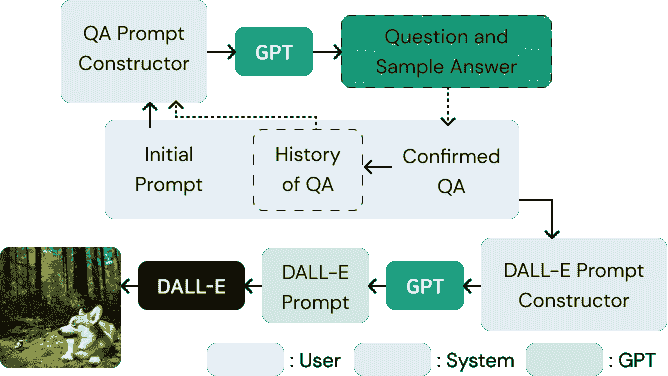 QA Prompt
Constructor
GPT
Question and
Sample Answer
Initial
Prompt
History
of QA
Confirmed
QA
DALL-E
DALL-E
Prompt
GPT
DALL-E Prompt
Constructor
: User
: System
: GPT